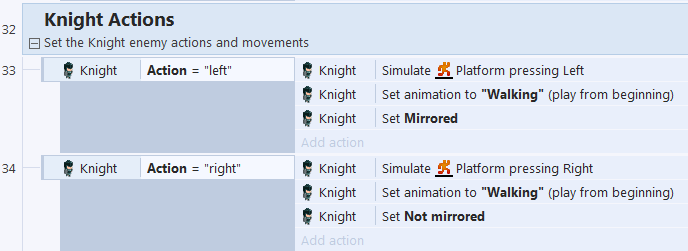 Knight Actions
32
Set the Knight enemy actions and movements
33 Knight Action = "left" Knight Simulate Platform pressing Left
Knight Set animation to "Walking" (play from beginning)
Knight Set Mirrored
Add action
34 Knight Action = "right" Knight Simulate Platform pressing Right
Knight Set animation to "Walking" (play from beginning)
Knight Set Not mirrored
Add action